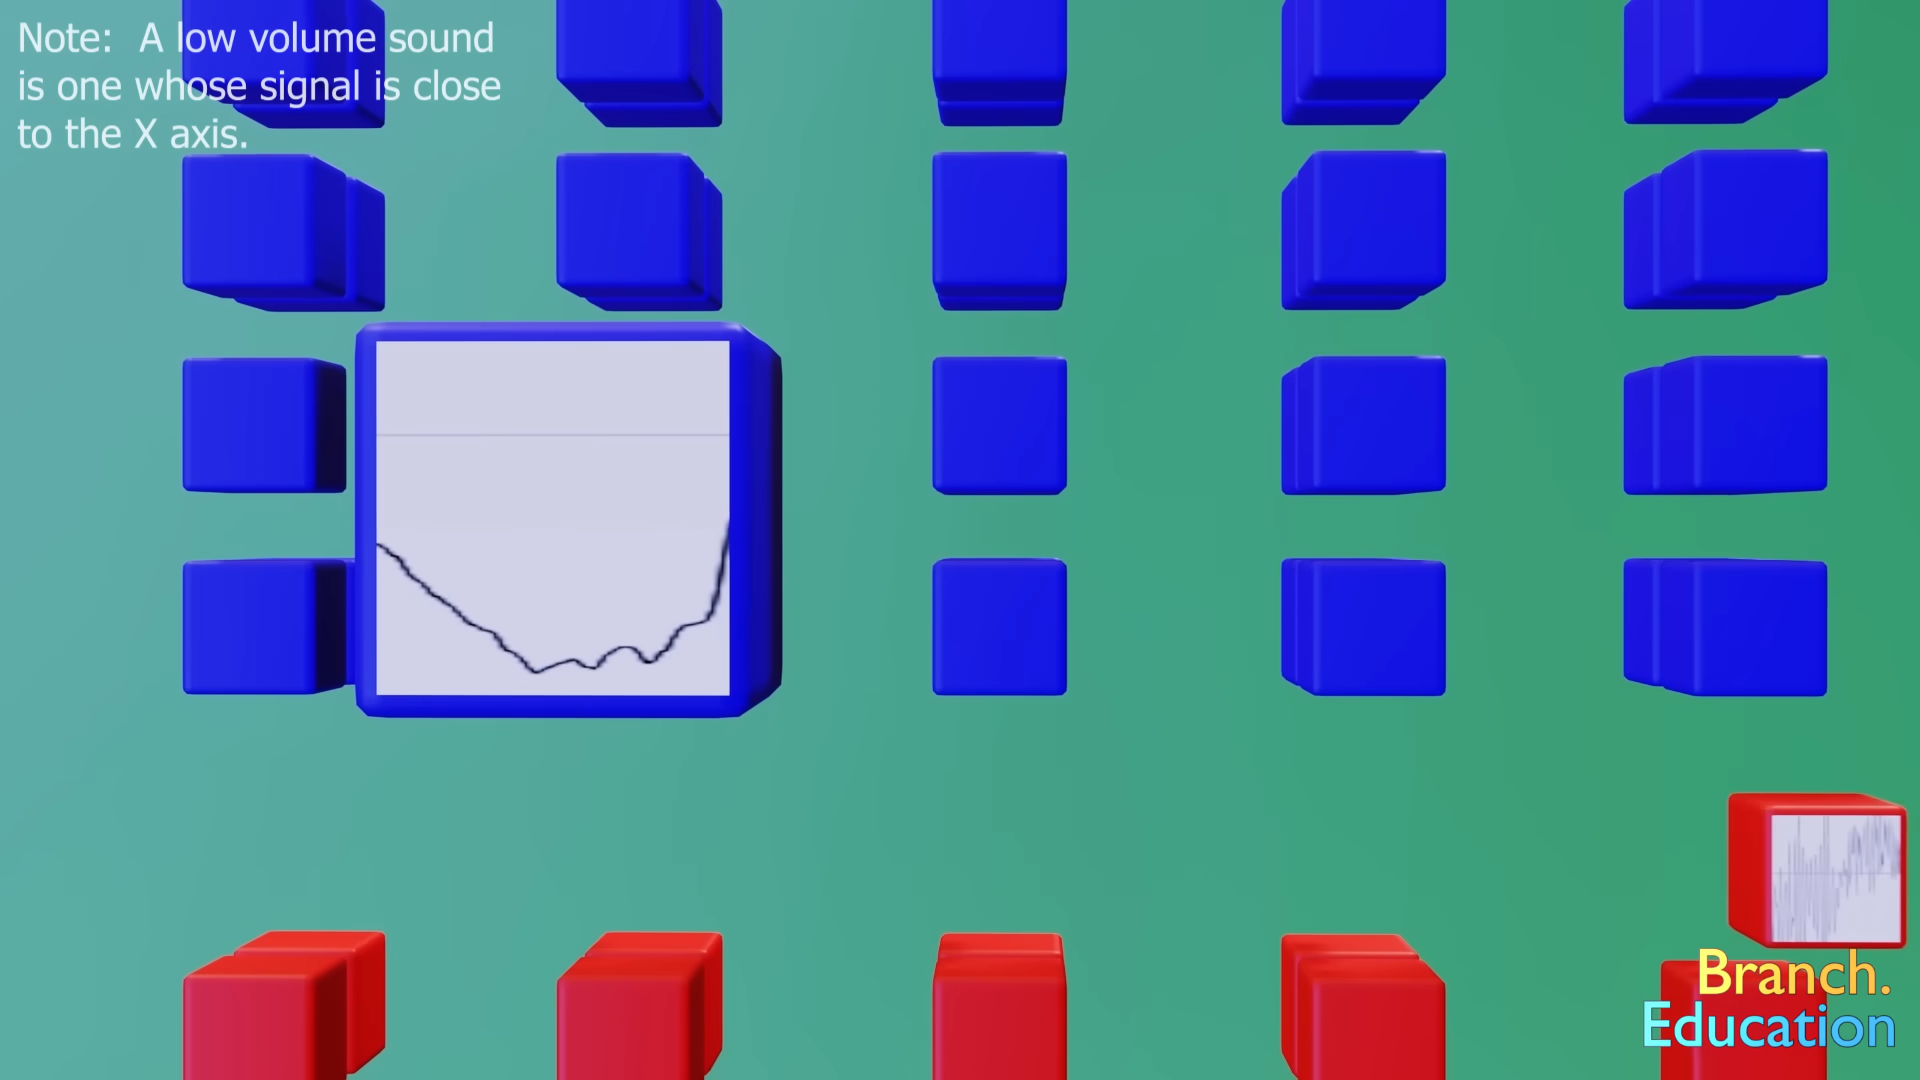 Note:  A low volume sound
is one whose signal is close
to the X axis.
Branch.
Education